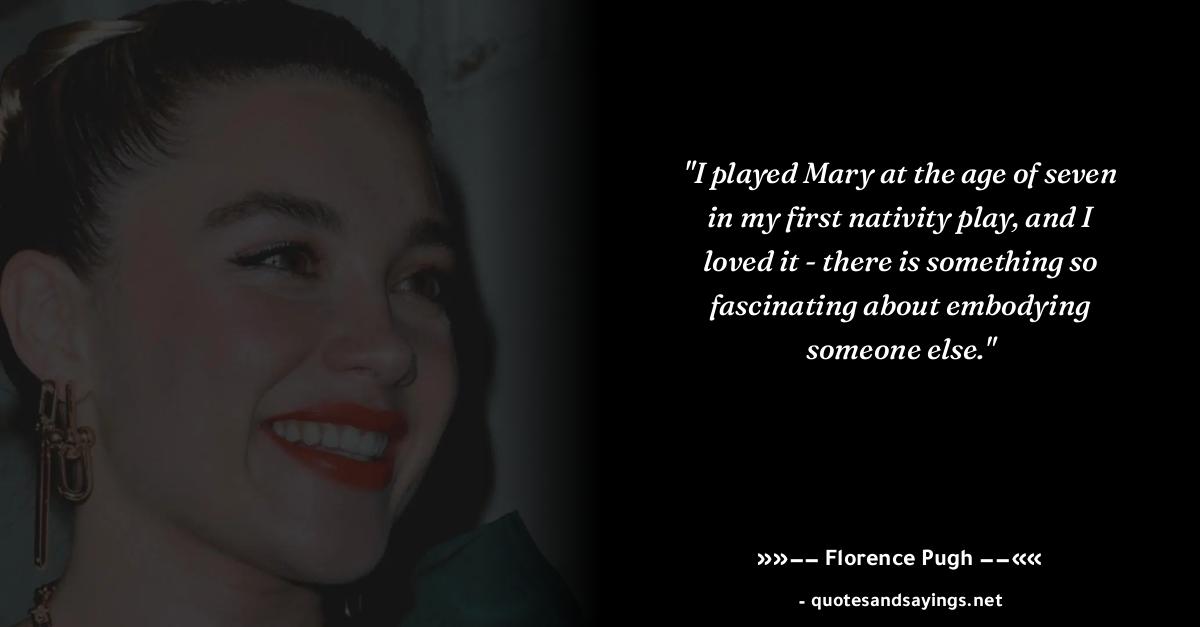 "I played Mary at the age of seven
in my first nativity play, and I
loved it - there is something so
fascinating about embodying
someone else."
»»−− Florence Pugh −−««
- quotesandsayings.net